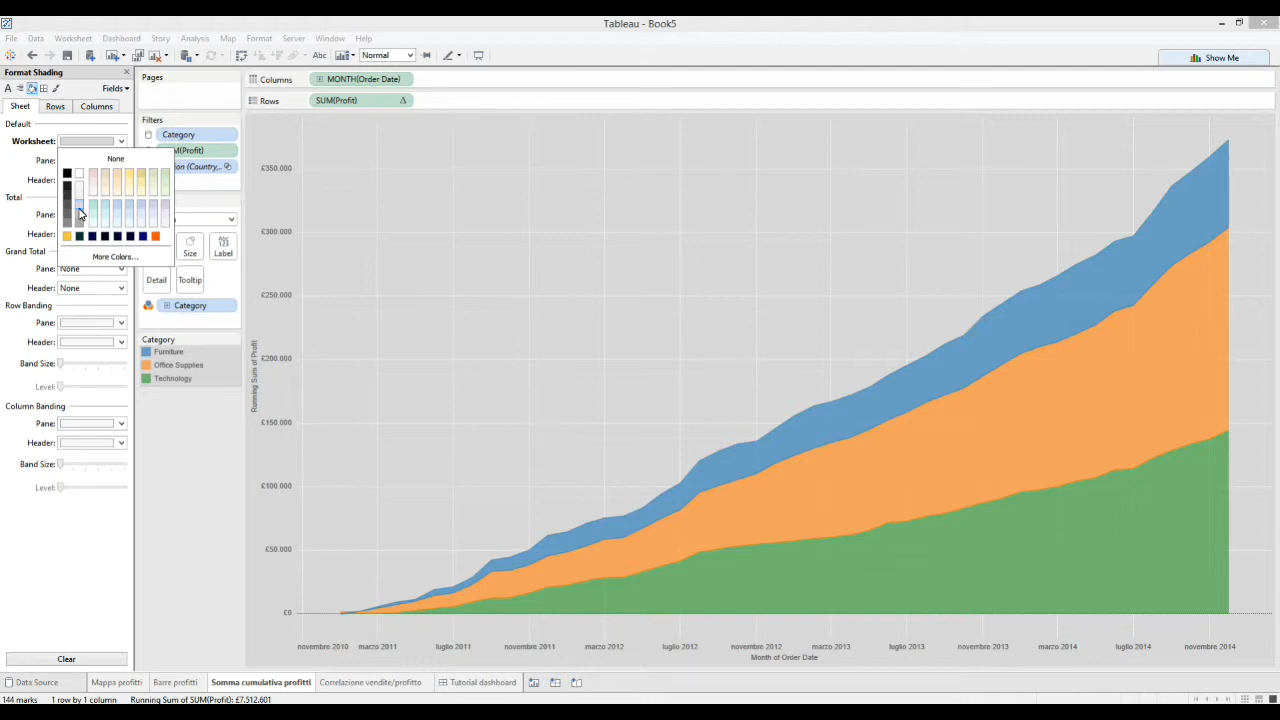 Tableau - Book5
File Data Worksheet Dashboard Story Analysis Map Format Server Window Help
Abc Normal Show Me
Format Shading
Fields
Sheet Rows Columns
Default
Worksheet:
None
Pane:
Header:
Total
Pane:
Header:
More Colors...
Grand Total
Pane: None
Header: None
Row Banding
Pane:
Header:
Band Size:
Level:
Column Banding
Pane:
Header:
Band Size:
Level:
Clear
Pages
Filters
Category
(Profit)
(Country,..
Size Label
Detail Tooltip
Category
Category
Furniture
Office Supplies
Technology
Columns MONTH(Order Date)
Rows SUM(Profit) Δ
Running Sum of Profit
£350.000
£300.000
£250.000
£200.000
£150.000
£100.000
£50.000
£0
novembre 2010 marzo 2011 luglio 2011 novembre 2011 marzo 2012 luglio 2012 novembre 2012 marzo 2013 luglio 2013 novembre 2013 marzo 2014 luglio 2014 novembre 2014
Month of Order Date
Data Source Mappa profitti Barre profitti Somma cumulativa profitti Correlazione vendite/profitto Tutorial dashboard
144 marks 1 row by 1 column Running Sum of SUM(Profit): £7.512.601